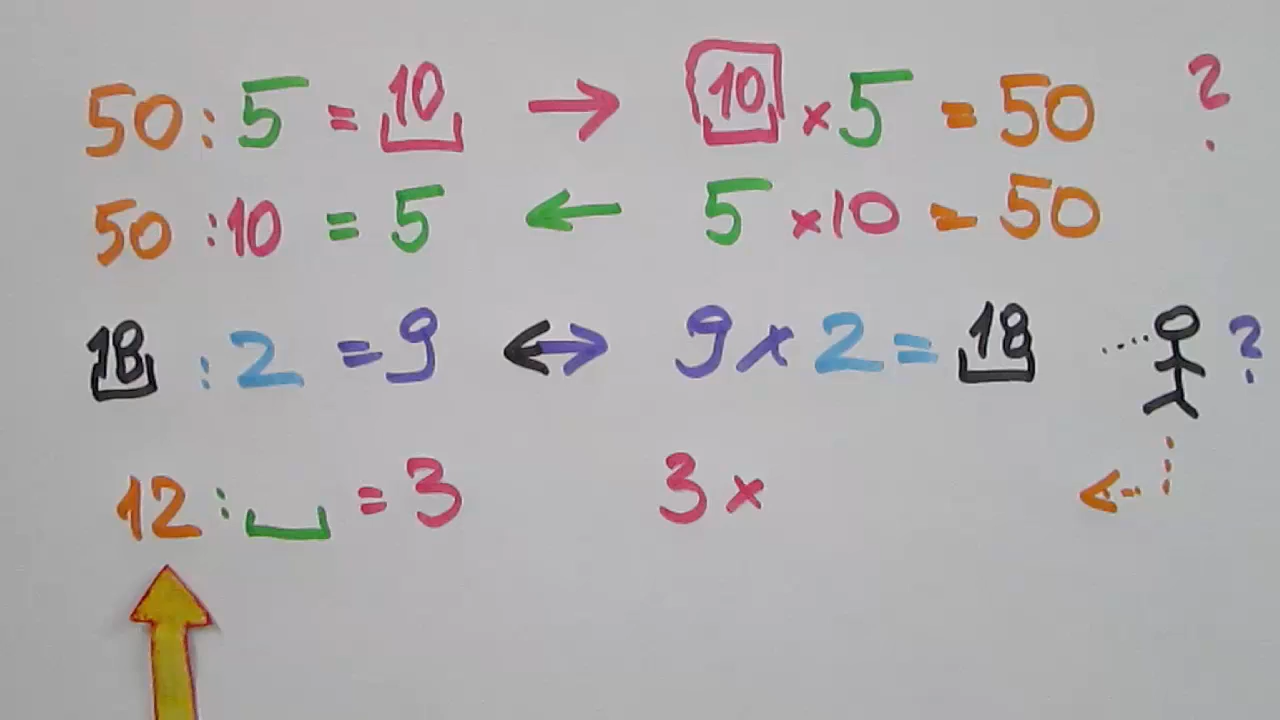 50 : 5 = 10 → 10 × 5 = 50 ?
50 : 10 = 5 ← 5 × 10 = 50
18 : 2 = 9 ↔ 9 × 2 = 18 ?
12 : = 3 3 ×